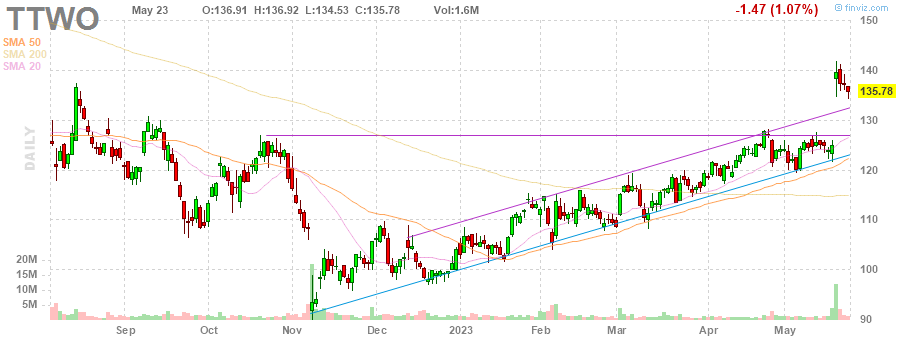 TTWO May 23 O:136.91 H:136.92 L:134.53 C:135.78 Vol:1.6M -1.47 (1.07%) © finviz.com
SMA 50
SMA 200
SMA 20
DAILY
150
140
135.78
130
120
110
100
90
20M
15M
10M
5M
Sep Oct Nov Dec 2023 Feb Mar Apr May